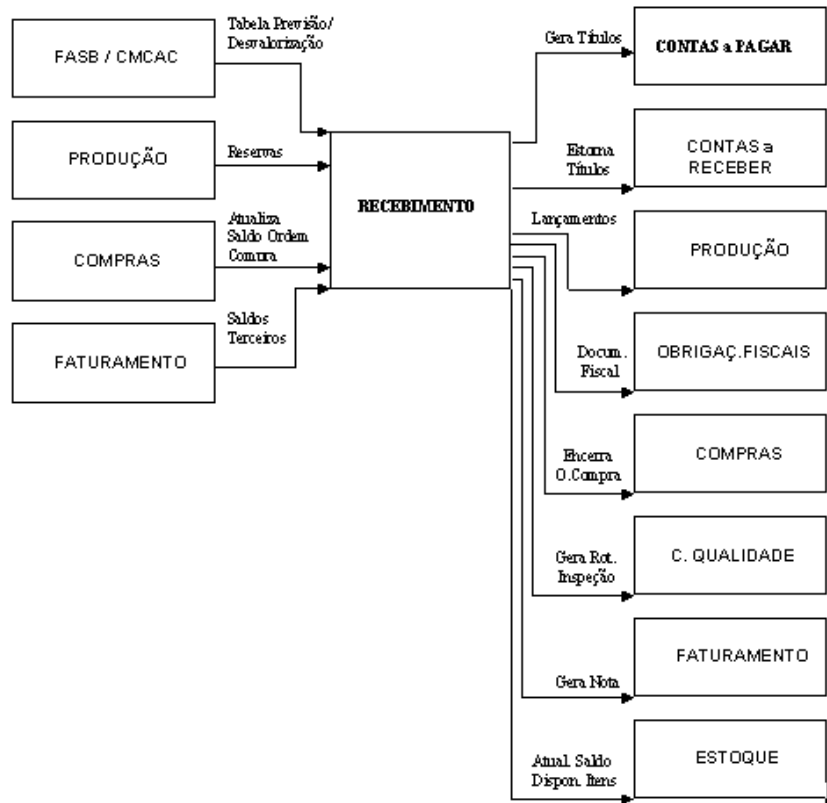 Tabela Previsão/
Desvalorização
FASB / CMCAC
PRODUÇÃO
Reservas
COMPRAS
Atualiza
Saldo Ordem
Comura
FATURAMENTO
Saldos
Terceiros
RECEBIMENTO
Gera Títulos
CONTAS a PAGAR
Estorna
Títulos
CONTAS a
RECEBER
Lançamentos
PRODUÇÃO
Docum.
Fiscal
OBRIGAÇ.FISCAIS
Encerra
O.Compra
COMPRAS
Gera Rot.
Inspeção
C. QUALIDADE
Gera Nota
FATURAMENTO
Atual. Saldo
Dispon. Itens
ESTOQUE